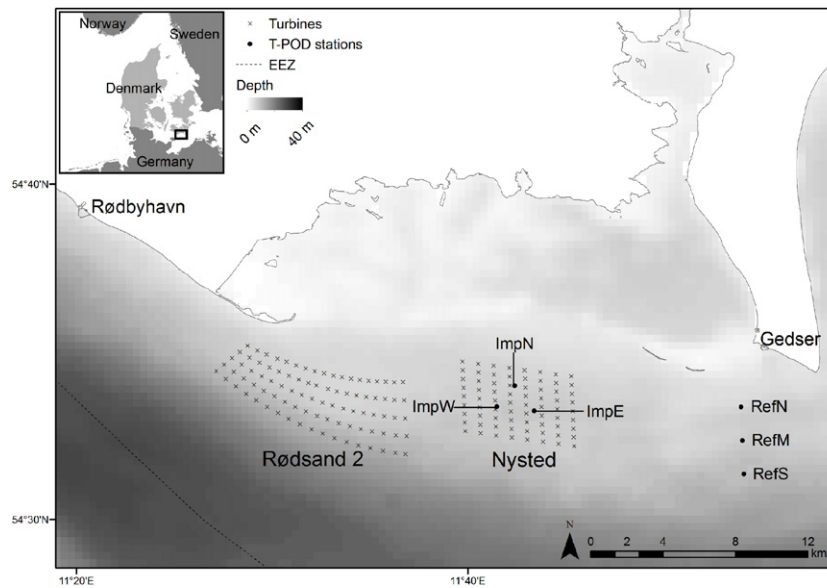 Norway
Sweden
Denmark
Germany
× Turbines
• T-POD stations
EEZ
Depth
0 m
40 m
54°40'N
Rødbyhavn
Gedser
ImpN
ImpW
ImpE
RefN
RefM
RefS
Rødsand 2
Nysted
54°30'N
N
0 2 4 8 12
km
11°20'E
11°40'E